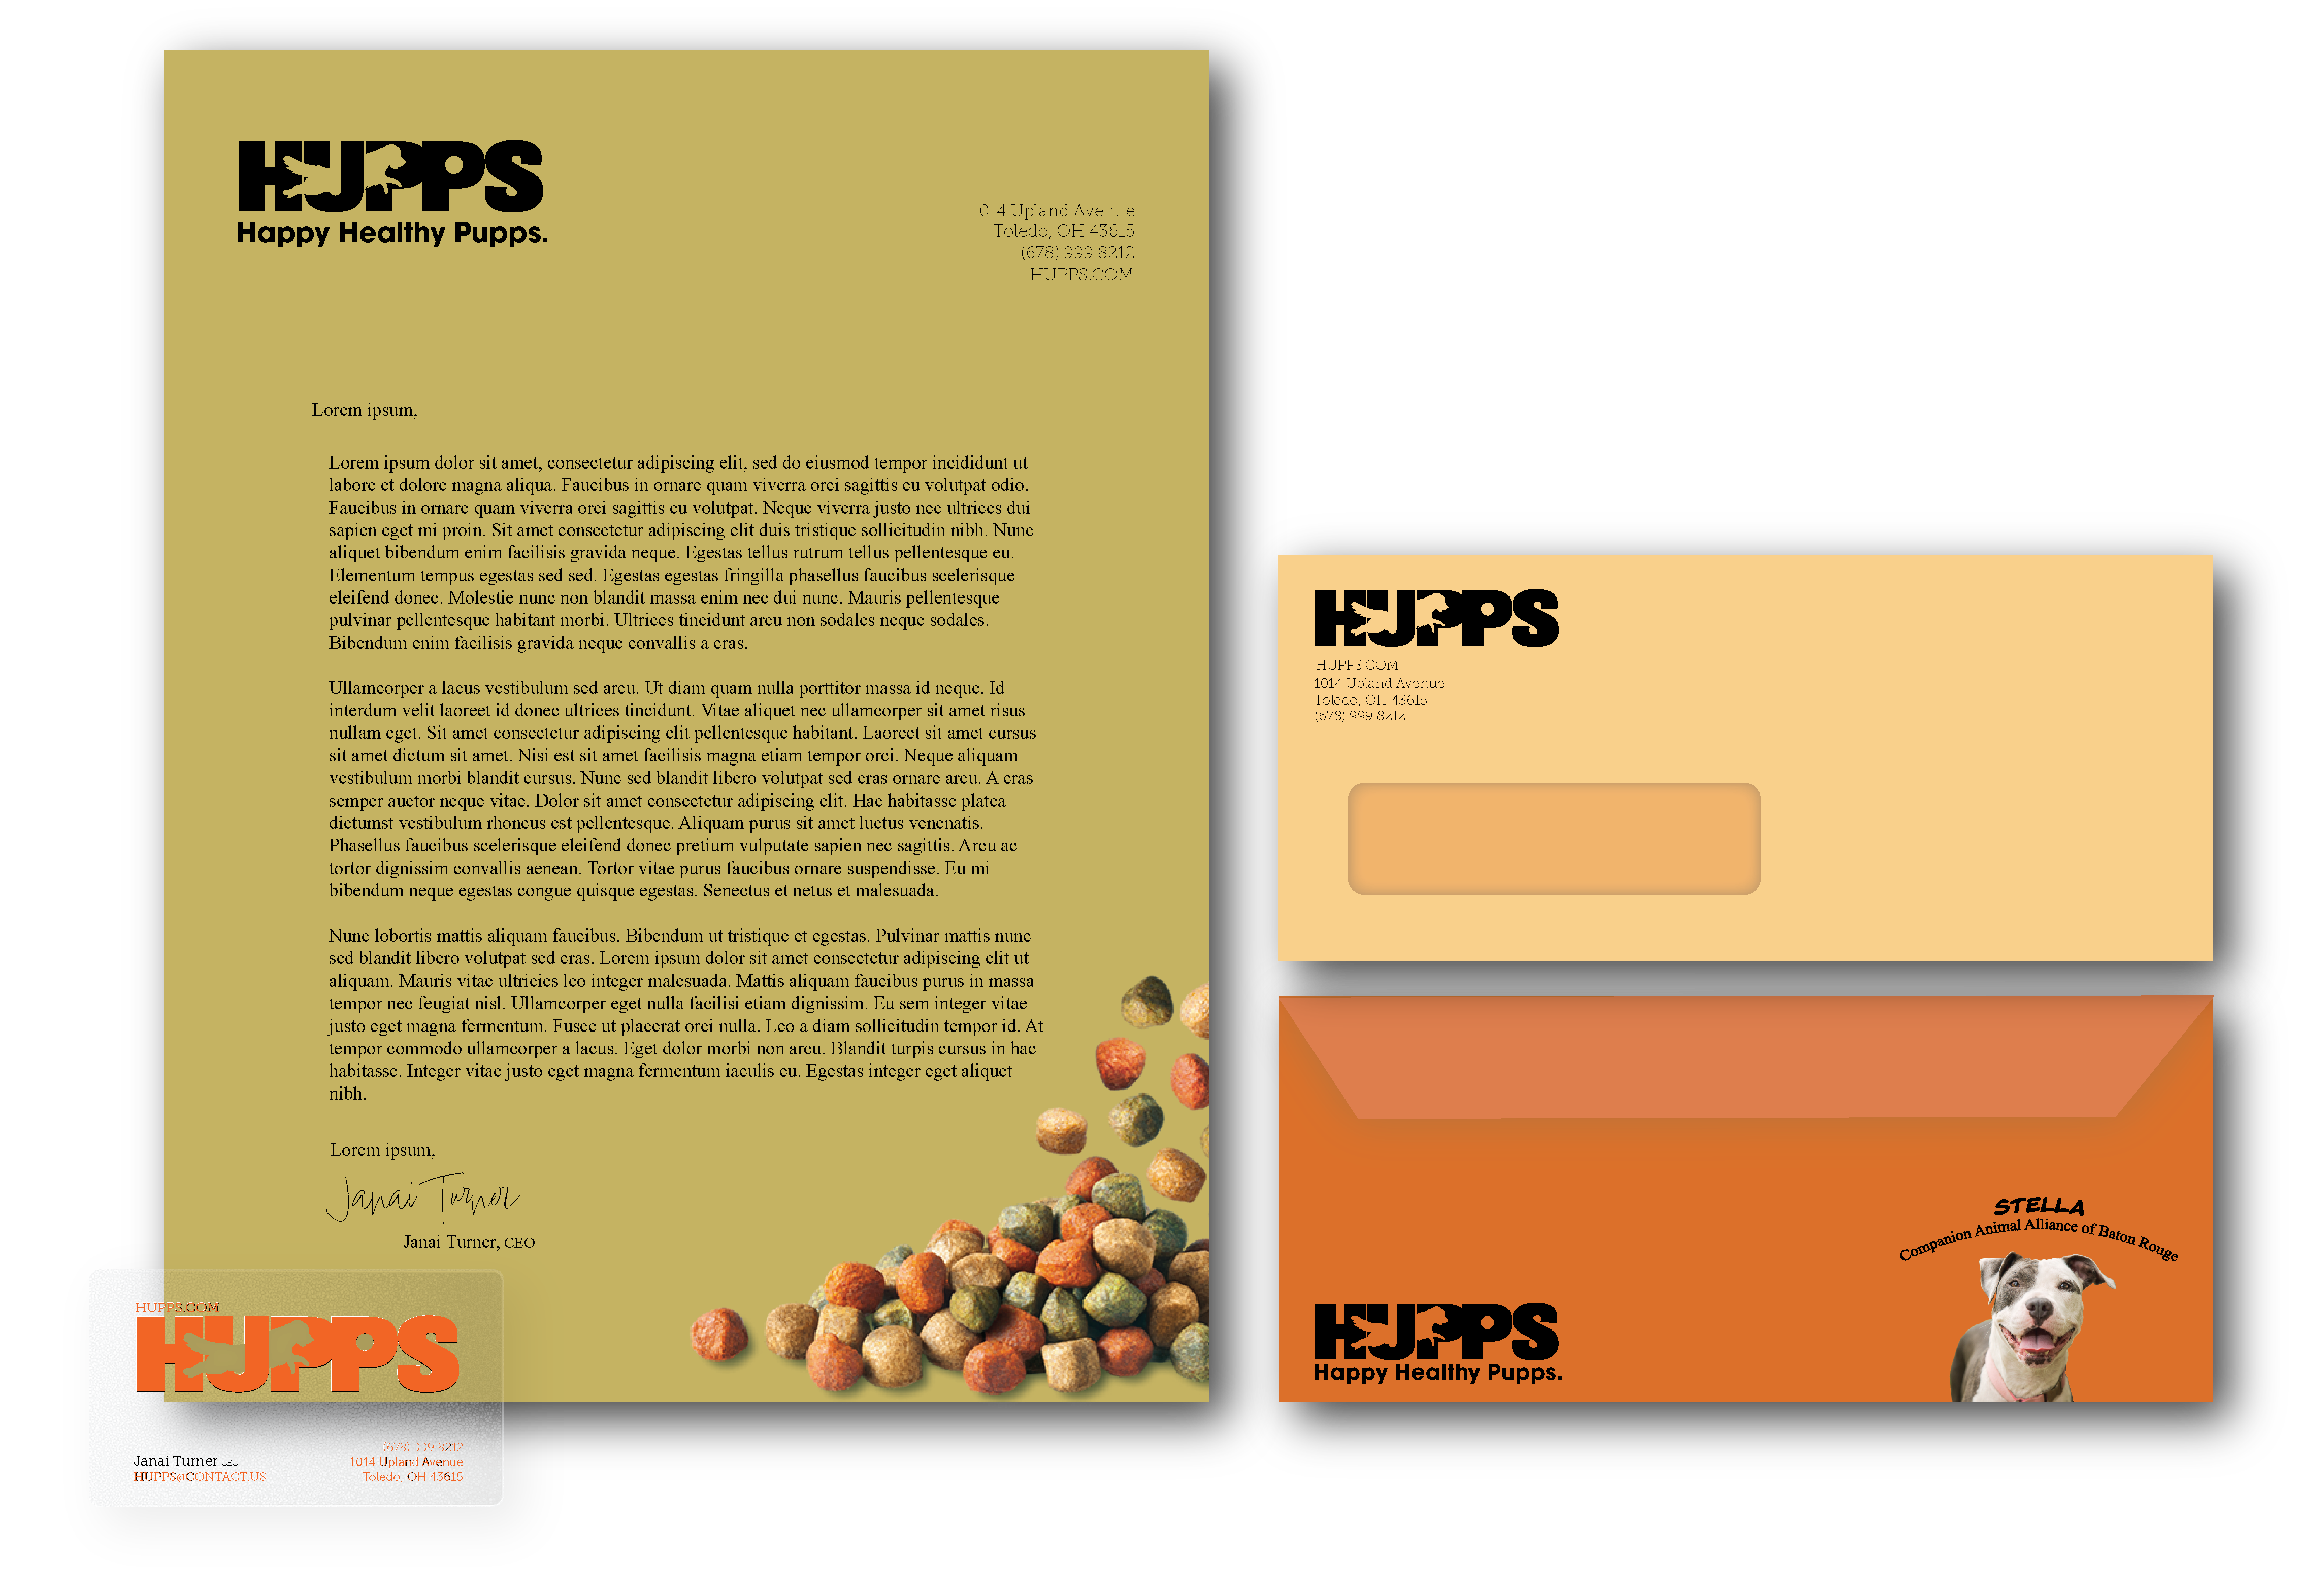 HUPPS
Happy Healthy Pupps.
1014 Upland Avenue
Toledo, OH 43615
(678) 999 8212
HUPPS.COM
Lorem ipsum,
Lorem ipsum dolor sit amet, consectetur adipiscing elit, sed do eiusmod tempor incididunt ut
labore et dolore magna aliqua. Faucibus in ornare quam viverra orci sagittis eu volutpat odio.
Faucibus in ornare quam viverra orci sagittis eu volutpat. Neque viverra justo nec ultrices dui
sapien eget mi proin. Sit amet consectetur adipiscing elit duis tristique sollicitudin nibh. Nunc
aliquet bibendum enim facilisis gravida neque. Egestas tellus rutrum tellus pellentesque eu.
Elementum tempus egestas sed sed. Egestas egestas fringilla phasellus faucibus scelerisque
eleifend donec. Molestie nunc non blandit massa enim nec dui nunc. Mauris pellentesque
pulvinar pellentesque habitant morbi. Ultrices tincidunt arcu non sodales neque sodales.
Bibendum enim facilisis gravida neque convallis a cras.
Ullamcorper a lacus vestibulum sed arcu. Ut diam quam nulla porttitor massa id neque. Id
interdum velit laoreet id donec ultrices tincidunt. Vitae aliquet nec ullamcorper sit amet risus
nullam eget. Sit amet consectetur adipiscing elit pellentesque habitant. Laoreet sit amet cursus
sit amet dictum sit amet. Nisi est sit amet facilisis magna etiam tempor orci. Neque aliquam
vestibulum morbi blandit cursus. Nunc sed blandit libero volutpat sed cras ornare arcu. A cras
semper auctor neque vitae. Dolor sit amet consectetur adipiscing elit. Hac habitasse platea
dictumst vestibulum rhoncus est pellentesque. Aliquam purus sit amet luctus venenatis.
Phasellus faucibus scelerisque eleifend donec pretium vulputate sapien nec sagittis. Arcu ac
tortor dignissim convallis aenean. Tortor vitae purus faucibus ornare suspendisse. Eu mi
bibendum neque egestas congue quisque egestas. Senectus et netus et malesuada.
Nunc lobortis mattis aliquam faucibus. Bibendum ut tristique et egestas. Pulvinar mattis nunc
sed blandit libero volutpat sed cras. Lorem ipsum dolor sit amet consectetur adipiscing elit ut
aliquam. Mauris vitae ultricies leo integer malesuada. Mattis aliquam faucibus purus in massa
tempor nec feugiat nisl. Ullamcorper eget nulla facilisi etiam dignissim. Eu sem integer vitae
justo eget magna fermentum. Fusce ut placerat orci nulla. Leo a diam sollicitudin tempor id. At
tempor commodo ullamcorper a lacus. Eget dolor morbi non arcu. Blandit turpis cursus in hac
habitasse. Integer vitae justo eget magna fermentum iaculis eu. Egestas integer eget aliquet
nibh.
Lorem ipsum,
Janai Turner
Janai Turner, CEO
HUPPS.COM
HUPPS
Janai Turner CEO
HUPPS@CONTACT.US
(678) 999 8212
1014 Upland Avenue
Toledo, OH 43615
HUPPS
HUPPS.COM
1014 Upland Avenue
Toledo, OH 43615
(678) 999 8212
STELLA
Companion Animal Alliance of Baton Rouge
HUPPS
Happy Healthy Pupps.